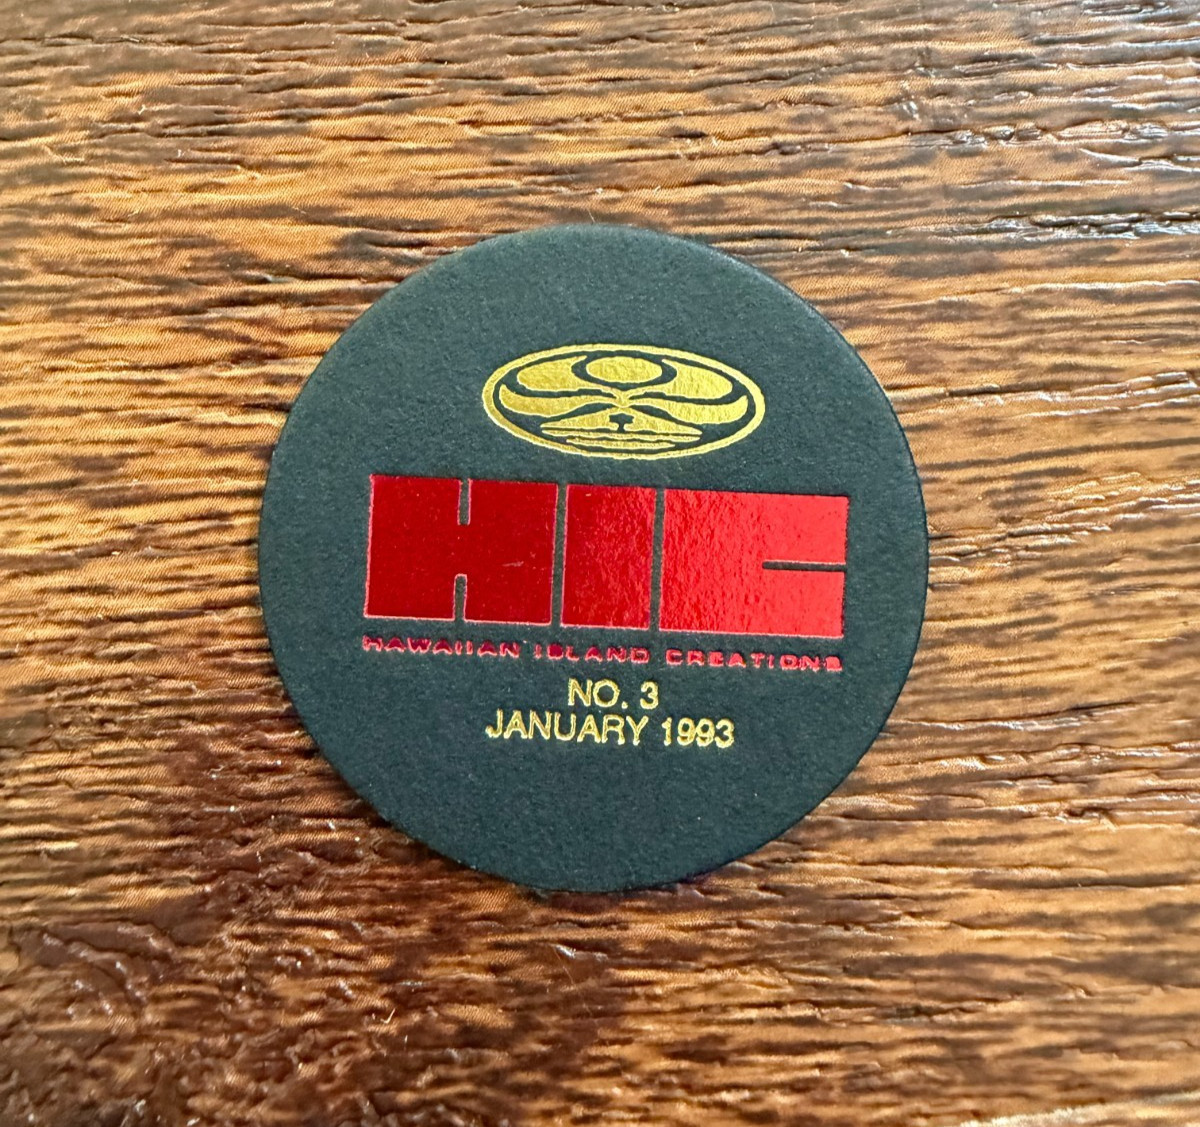 HIC
HAWAIIAN ISLAND CREATIONS
NO. 3
JANUARY 1993